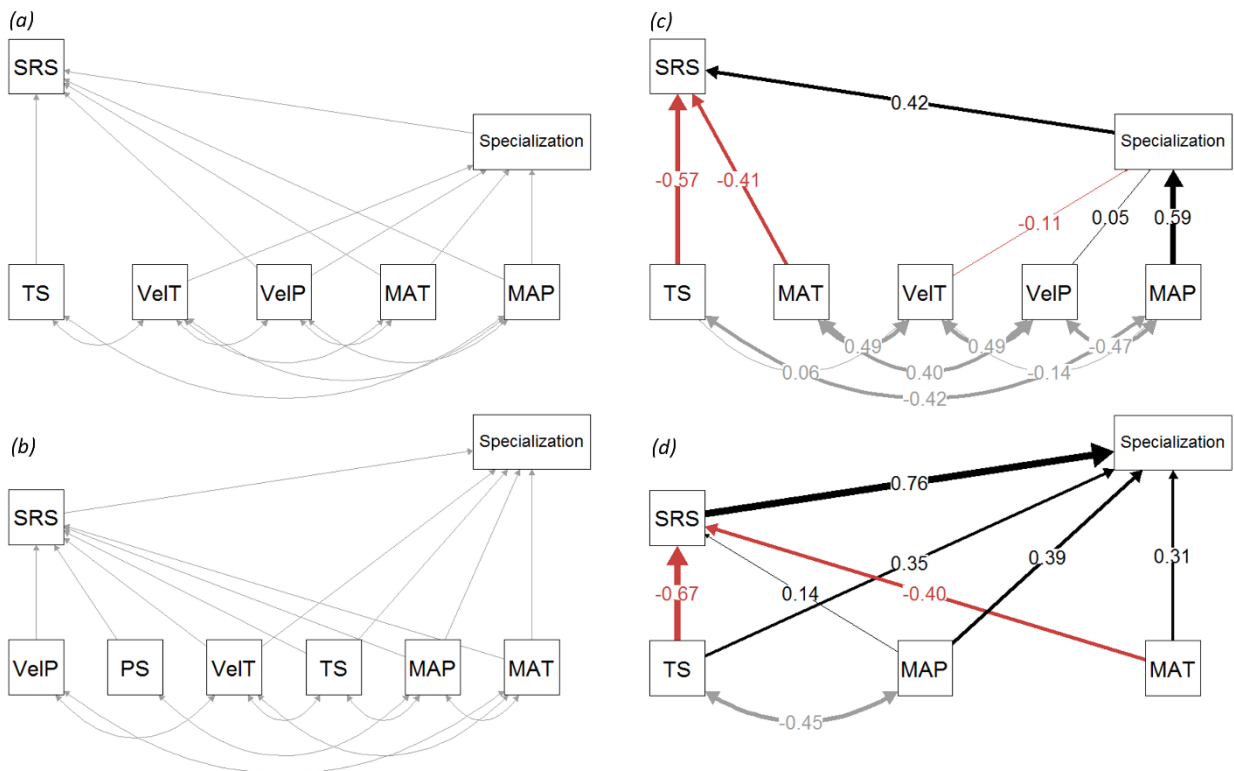 (a)
SRS
Specialization
TS
VelT
VelP
MAT
MAP
(c)
SRS
0.42
Specialization
-0.57
-0.41
-0.11
0.05
0.59
TS
MAT
VelT
VelP
MAP
0.49
0.49
-0.47
0.06
0.40
-0.14
-0.42
(b)
Specialization
SRS
VelP
PS
VelT
TS
MAP
MAT
(d)
Specialization
0.76
SRS
0.35
0.39
0.31
-0.67
0.14
-0.40
TS
MAP
MAT
-0.45